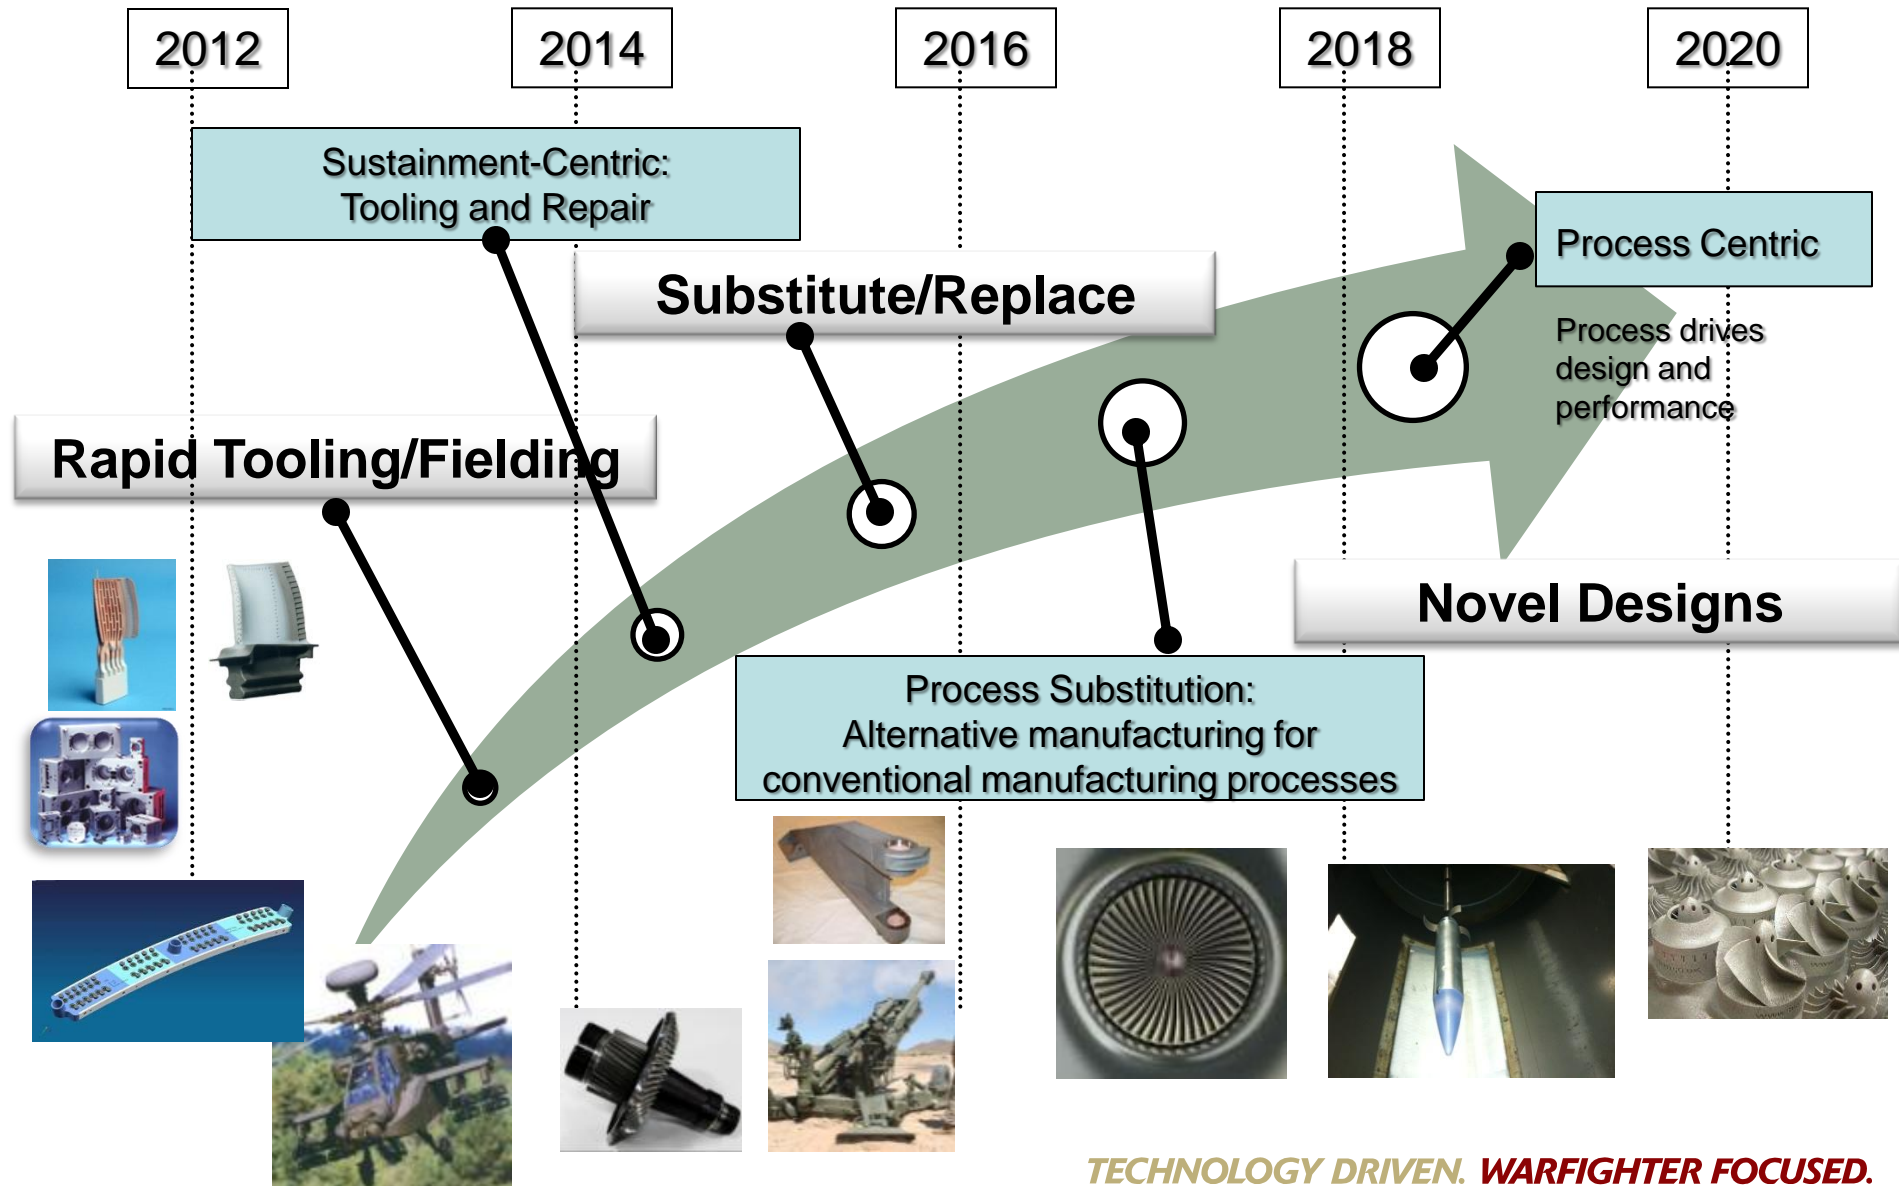 2012
2014
2016
2018
2020
Sustainment-Centric:
Tooling and Repair
Process Centric
Substitute/Replace
Process drives
design and
performance
Rapid Tooling/Fielding
Novel Designs
Process Substitution:
Alternative manufacturing for
conventional manufacturing processes
TECHNOLOGY DRIVEN. WARFIGHTER FOCUSED.